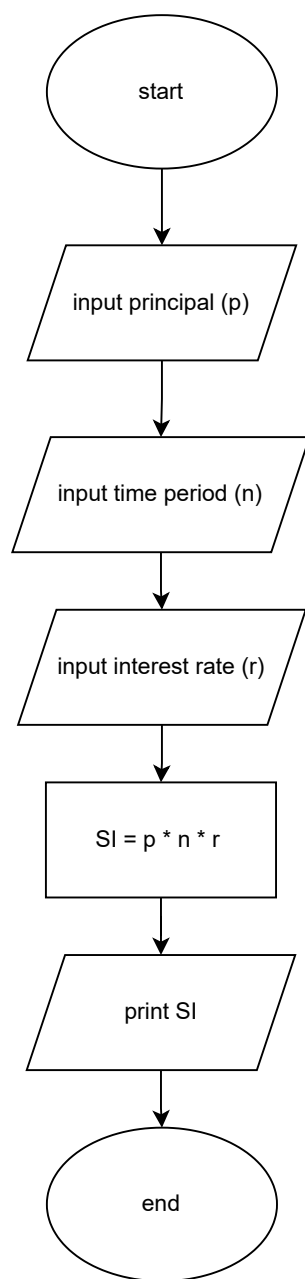 start
input principal (p)
input time period (n)
input interest rate (r)
SI = p * n * r
print SI
end